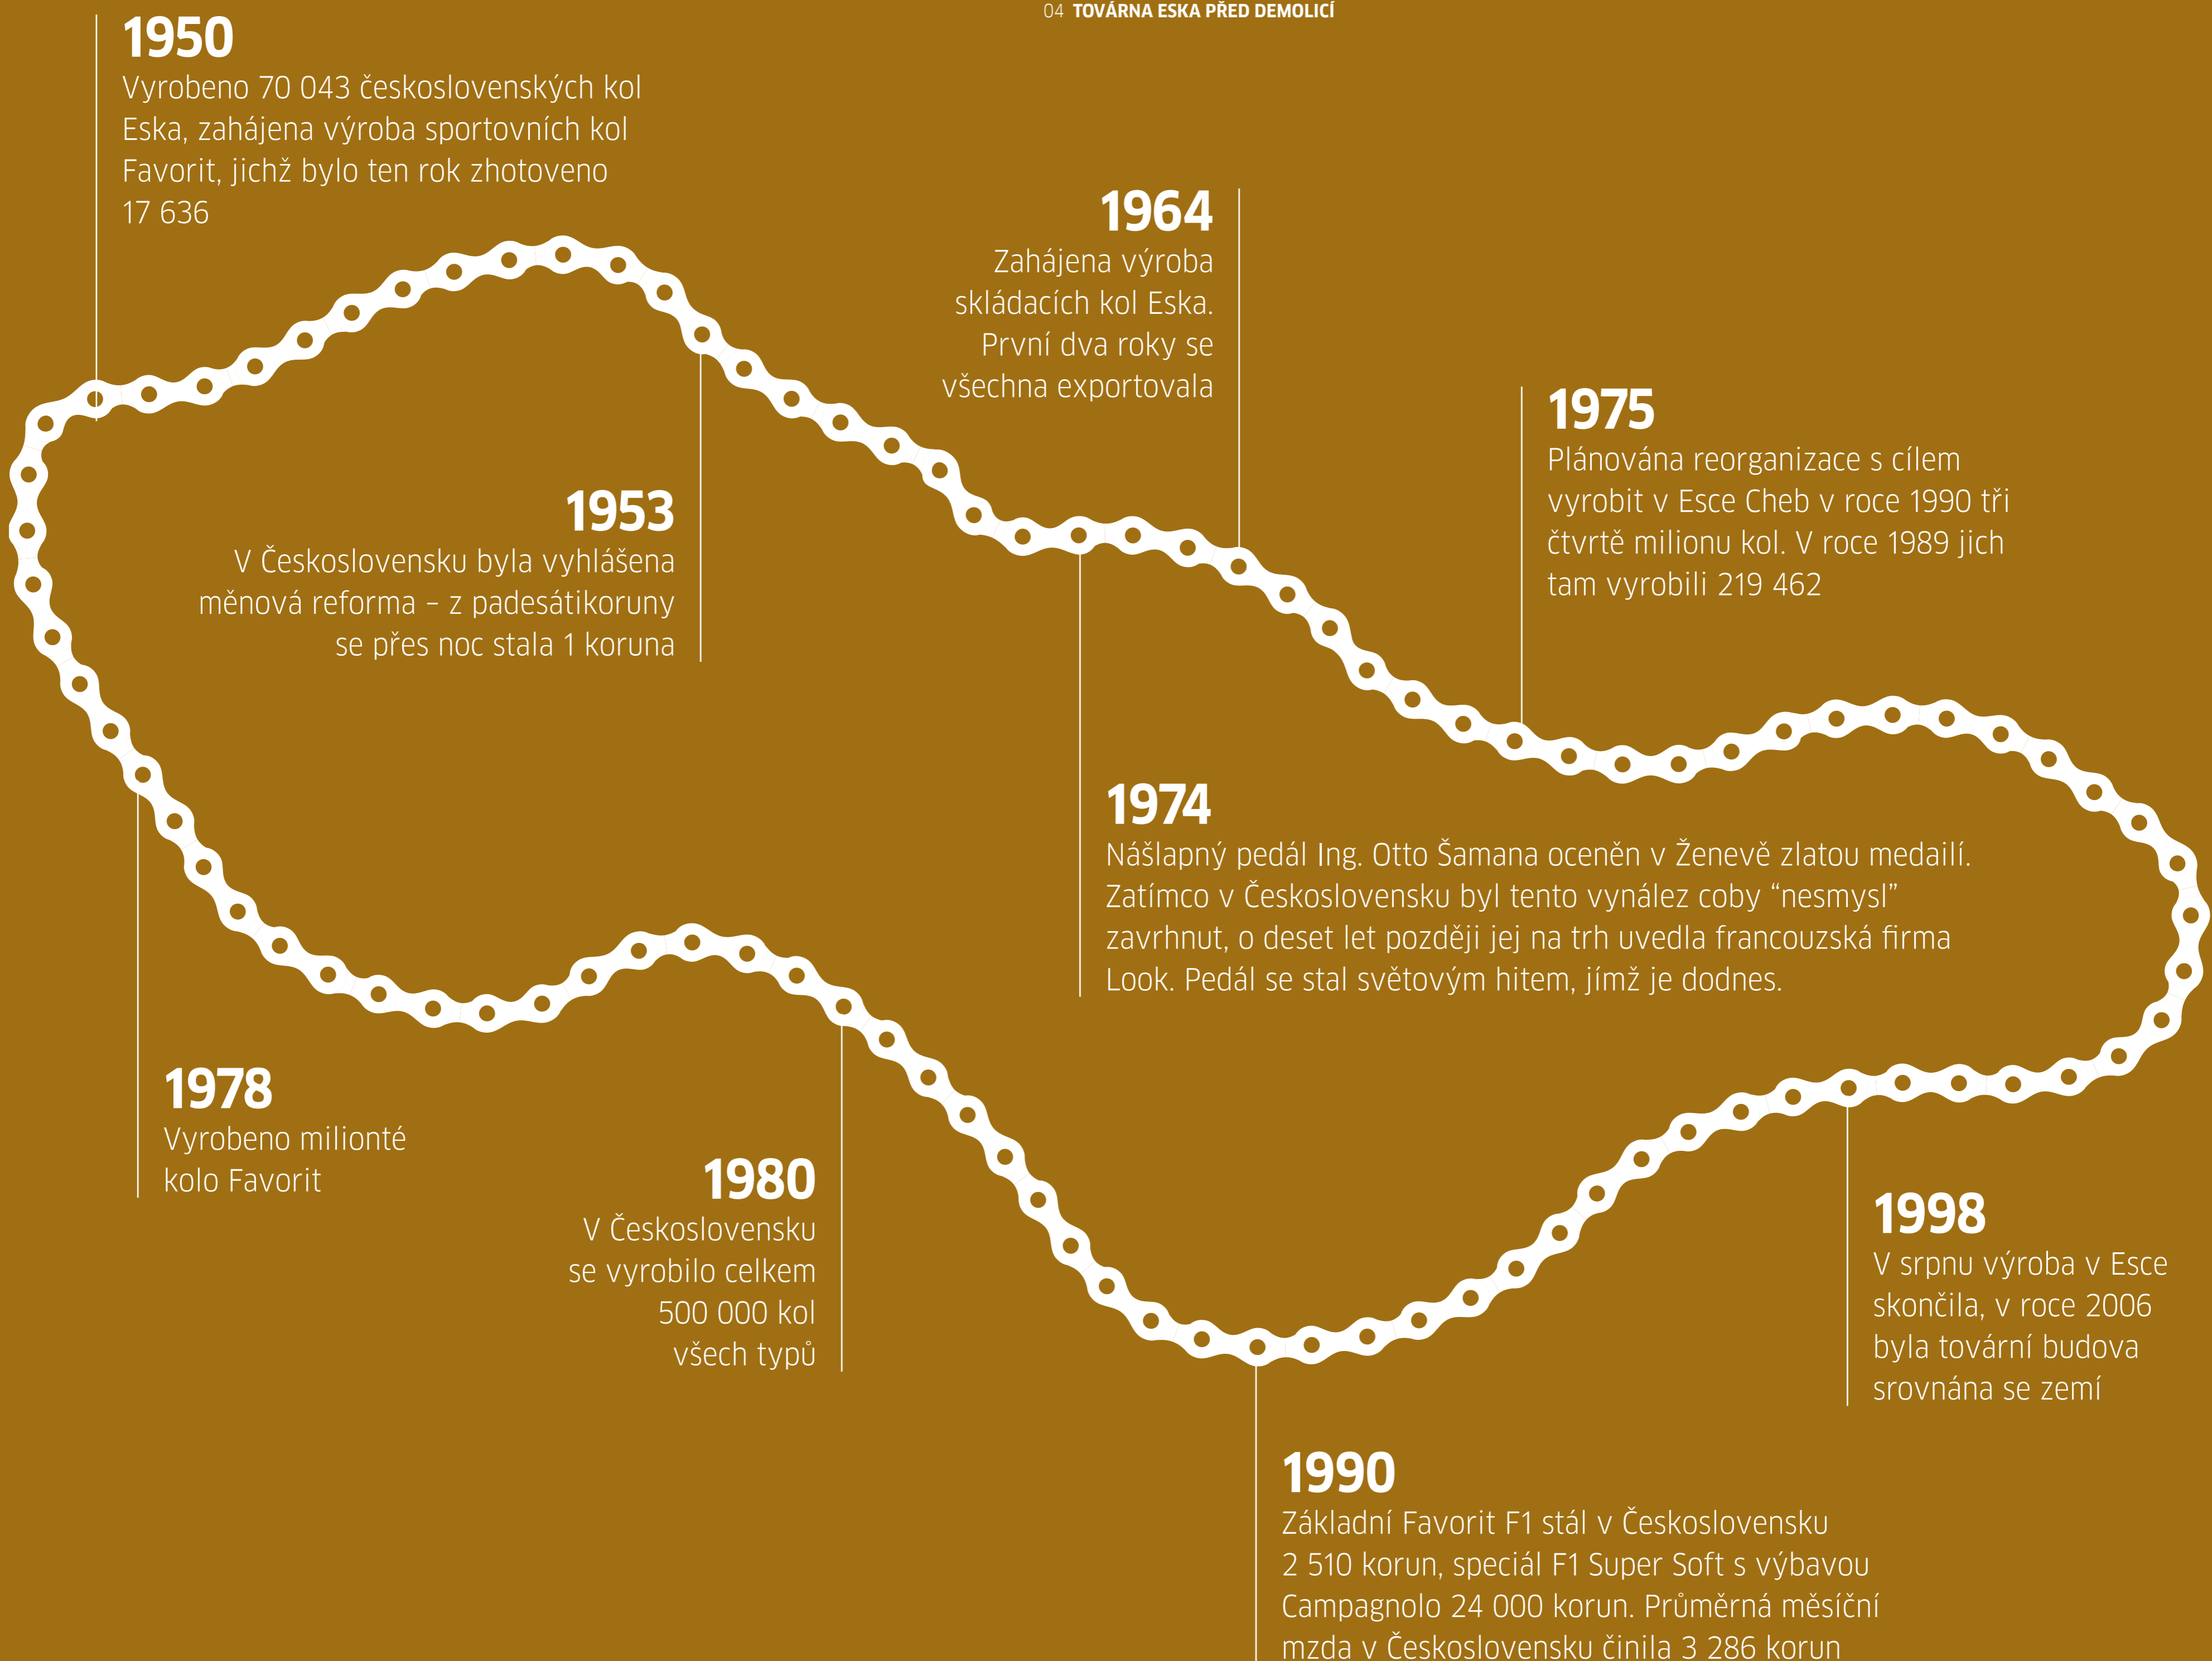 04 TOVÁRNA ESKA PŘED DEMOLICÍ
1950
Vyrobeno 70 043 československých kol
Eska, zahájena výroba sportovních kol
Favorit, jichž bylo ten rok zhotoveno
17 636
1953
V Československu byla vyhlášena
měnová reforma – z padesátikoruny
se přes noc stala 1 koruna
1964
Zahájena výroba
skládacích kol Eska.
První dva roky se
všechna exportovala
1974
Nášlapný pedál Ing. Otto Šamana oceněn v Ženevě zlatou medailí.
Zatímco v Československu byl tento vynález coby “nesmysl”
zavrhnut, o deset let později jej na trh uvedla francouzská firma
Look. Pedál se stal světovým hitem, jímž je dodnes.
1975
Plánována reorganizace s cílem
vyrobit v Esce Cheb v roce 1990 tři
čtvrtě milionu kol. V roce 1989 jich
tam vyrobili 219 462
1978
Vyrobeno milionté
kolo Favorit
1980
V Československu
se vyrobilo celkem
500 000 kol
všech typů
1990
Základní Favorit F1 stál v Československu
2 510 korun, speciál F1 Super Soft s výbavou
Campagnolo 24 000 korun. Průměrná měsíční
mzda v Československu činila 3 286 korun
1998
V srpnu výroba v Esce
skončila, v roce 2006
byla tovární budova
srovnána se zemí